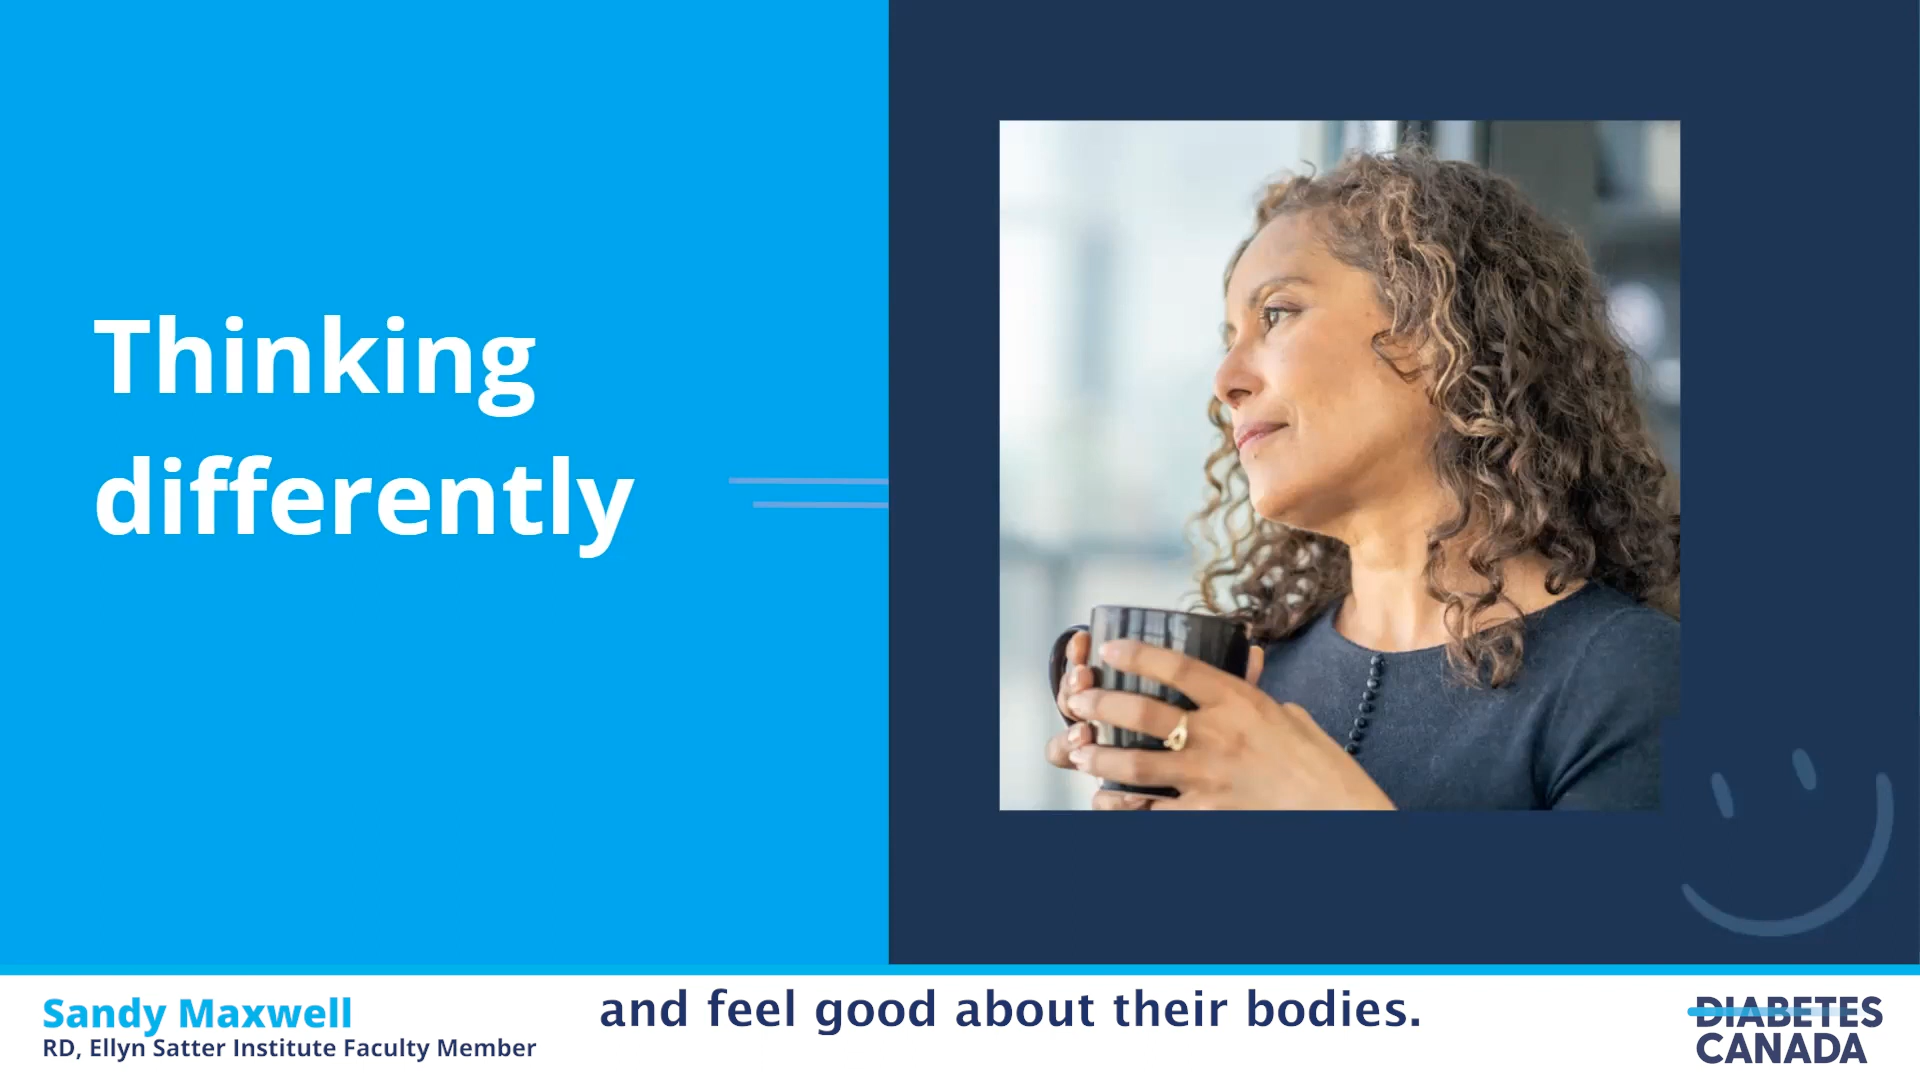 Thinking
differently
Sandy Maxwell
RD, Ellyn Satter Institute Faculty Member
and feel good about their bodies.
DIABETES
CANADA